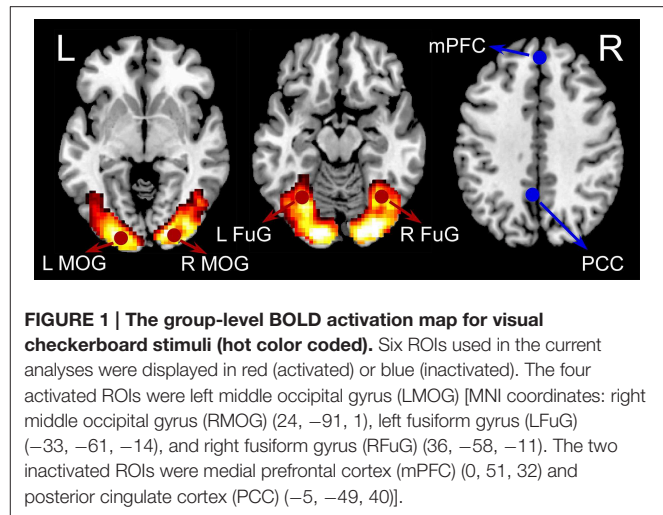 L
mPFC
R
L FuG
R FuG
L MOG
R MOG
PCC
FIGURE 1 | The group-level BOLD activation map for visual
checkerboard stimuli (hot color coded). Six ROIs used in the current
analyses were displayed in red (activated) or blue (inactivated). The four
activated ROIs were left middle occipital gyrus (LMOG) [MNI coordinates: right
middle occipital gyrus (RMOG) (24, −91, 1), left fusiform gyrus (LFuG)
(−33, −61, −14), and right fusiform gyrus (RFuG) (36, −58, −11). The two
inactivated ROIs were medial prefrontal cortex (mPFC) (0, 51, 32) and
posterior cingulate cortex (PCC) (−5, −49, 40)].